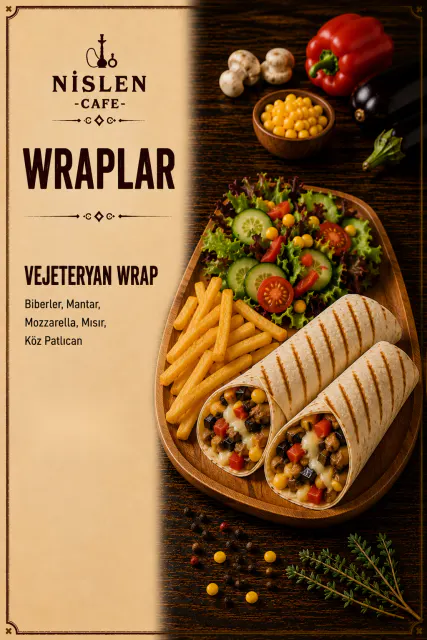 NİSLEN
-CAFE-
WRAPLAR
VEJETERYAN WRAP
Biberler, Mantar,
Mozzarella, Mısır,
Köz Patlıcan